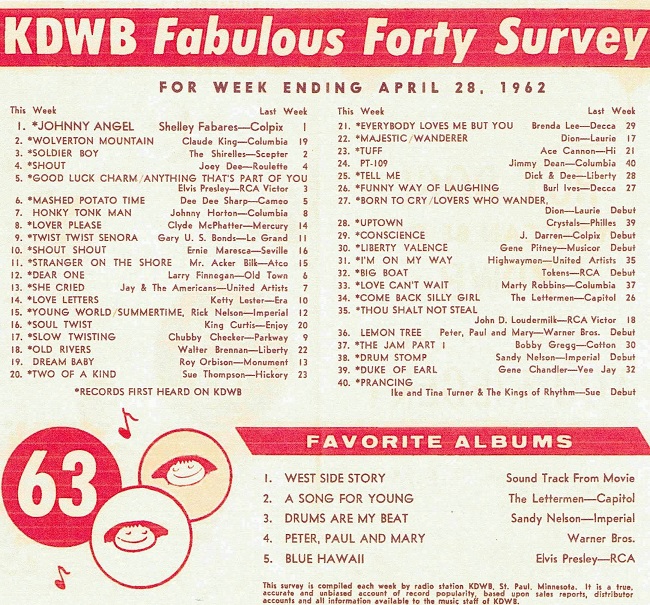 KDWB Fabulous Forty Survey
FOR WEEK ENDING APRIL 28, 1962
This Week Last Week
1. *JOHNNY ANGEL Shelley Fabares—Colpix 1
2. *WOLVERTON MOUNTAIN Claude King—Columbia 19
3. *SOLDIER BOY The Shirelles—Scepter 2
4. *SHOUT Joey Dee—Roulette 4
5. *GOOD LUCK CHARM/ANYTHING THAT'S PART OF YOU
Elvis Presley—RCA Victor 3
6. *MASHED POTATO TIME Dee Dee Sharp—Cameo 5
7. HONKY TONK MAN Johnny Horton—Columbia 8
8. *LOVER PLEASE Clyde McPhatter—Mercury 14
9. *TWIST TWIST SENORA Gary U. S. Bonds—Le Grand 11
10. *SHOUT SHOUT Ernie Maresca—Seville 16
11. *STRANGER ON THE SHORE Mr. Acker Bilk—Atco 15
12. *DEAR ONE Larry Finnegan—Old Town 6
13. *SHE CRIED Jay & The Americans—United Artists 7
14. *LOVE LETTERS Ketty Lester—Era 10
15. *YOUNG WORLD/SUMMERTIME, Rick Nelson—Imperial 12
16. *SOUL TWIST King Curtis—Enjoy 20
17. *SLOW TWISTING Chubby Checker—Parkway 9
18. *OLD RIVERS Walter Brennan—Liberty 22
19. DREAM BABY Roy Orbison—Monument 13
20. *TWO OF A KIND Sue Thompson—Hickory 23
*RECORDS FIRST HEARD ON KDWB
This Week Last Week
21. *EVERYBODY LOVES ME BUT YOU Brenda Lee—Decca 29
22. *MAJESTIC/WANDERER Dion—Laurie 17
23. *TUFF Ace Cannon—Hi 21
24. PT-109 Jimmy Dean—Columbia 40
25. *TELL ME Dick & Dee—Liberty 28
26. *FUNNY WAY OF LAUGHING Burl Ives—Decca 27
27. *BORN TO CRY/LOVERS WHO WANDER,
Dion—Laurie Debut
28. *UPTOWN Crystals—Philles 39
29. *CONSCIENCE J. Darren—Colpix Debut
30. *LIBERTY VALENCE Gene Pitney—Musicor Debut
31. *I'M ON MY WAY Highwaymen—United Artists 35
32. *BIG BOAT Tokens—RCA Debut
33. *LOVE CAN'T WAIT Marty Robbins—Columbia 37
34. *COME BACK SILLY GIRL The Lettermen—Capitol 26
35. *THOU SHALT NOT STEAL
John D. Loudermilk—RCA Victor 18
36. LEMON TREE Peter, Paul and Mary—Warner Bros. Debut
37. *THE JAM PART I Bobby Gregg—Cotton 30
38. *DRUM STOMP Sandy Nelson—Imperial Debut
39. *DUKE OF EARL Gene Chandler—Vee Jay 32
40. *PRANCING
Ike and Tina Turner & The Kings of Rhythm—Sue Debut
63
FAVORITE ALBUMS
1. WEST SIDE STORY Sound Track From Movie
2. A SONG FOR YOUNG The Lettermen—Capitol
3. DRUMS ARE MY BEAT Sandy Nelson—Imperial
4. PETER, PAUL AND MARY Warner Bros.
5. BLUE HAWAII Elvis Presley—RCA
This survey is compiled each week by radio station KDWB, St. Paul, Minnesota. It is a true,
accurate and unbiased account of record popularity, based upon sales reports, distributor
accounts and all information available to the music staff of KDWB.